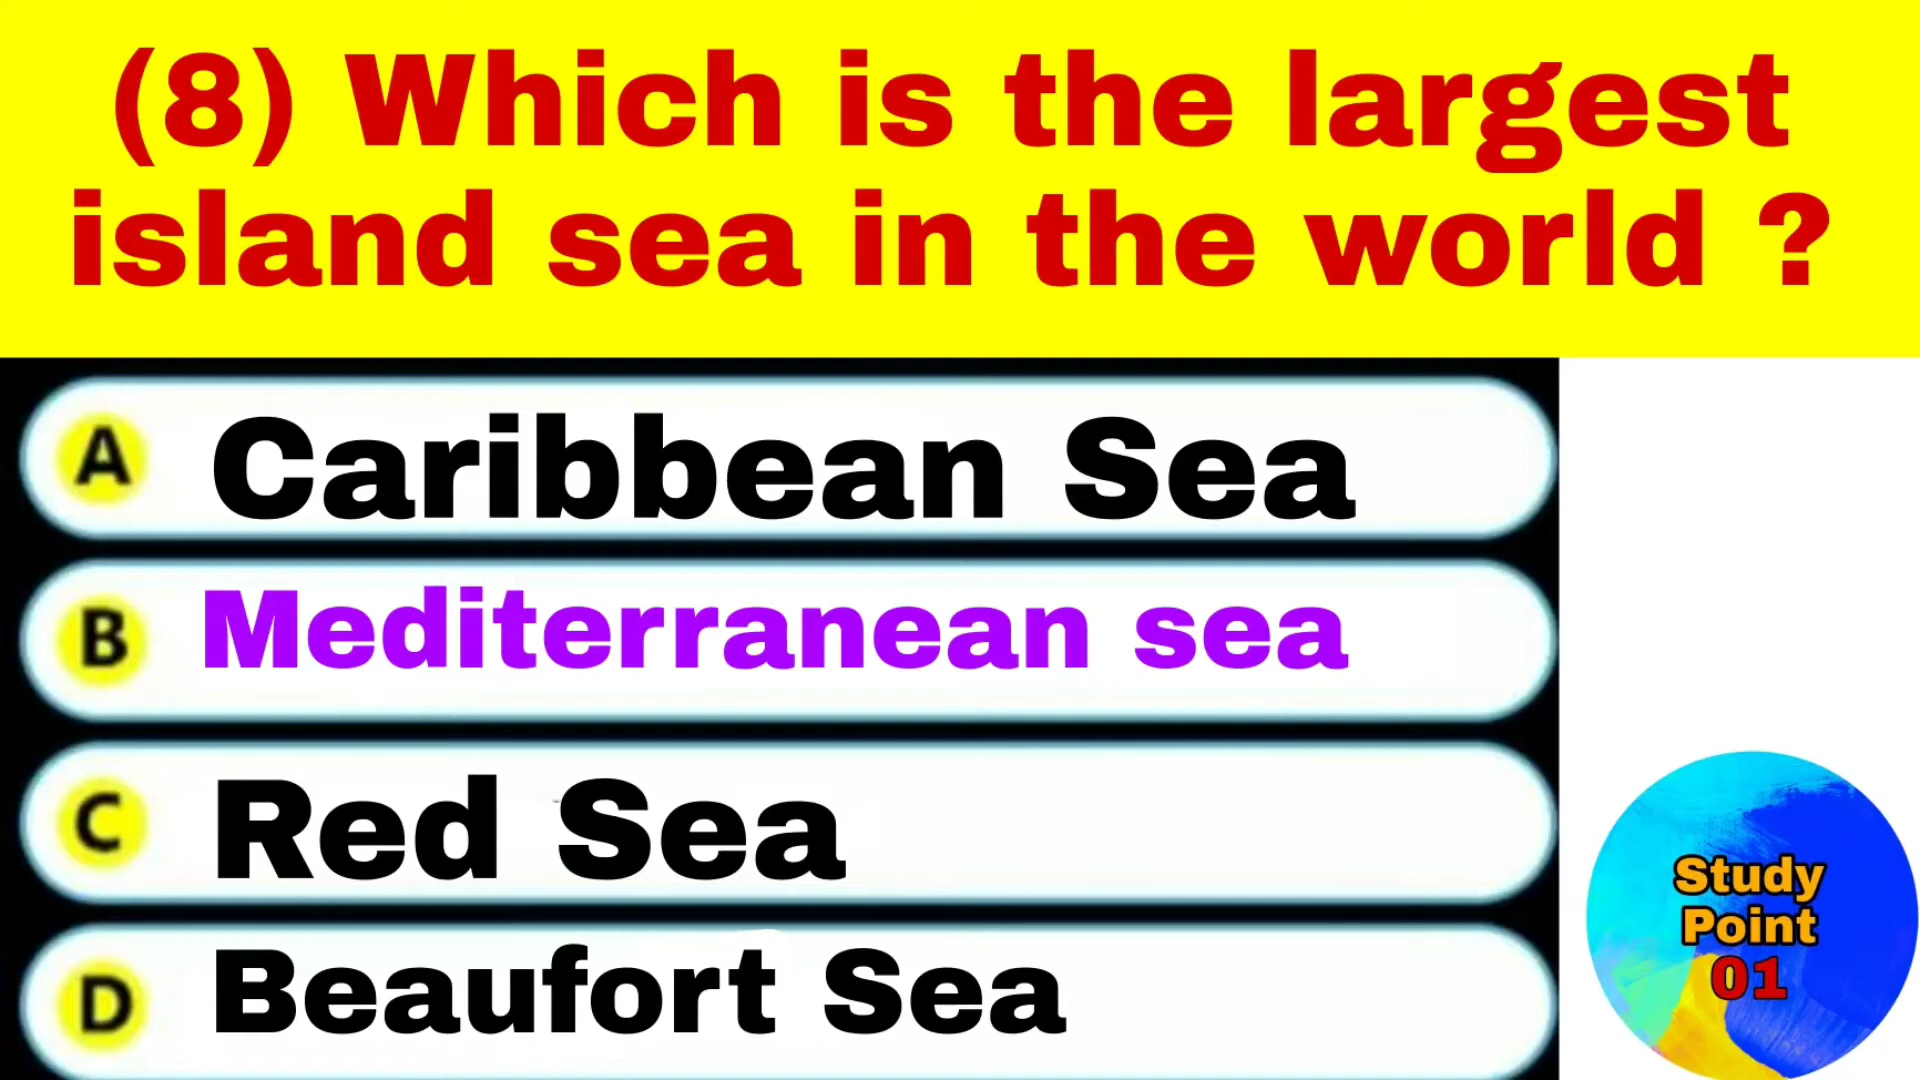 (8) Which is the largest
island sea in the world ?
A Caribbean Sea
B Mediterranean sea
C Red Sea
D Beaufort Sea
Study
Point
01